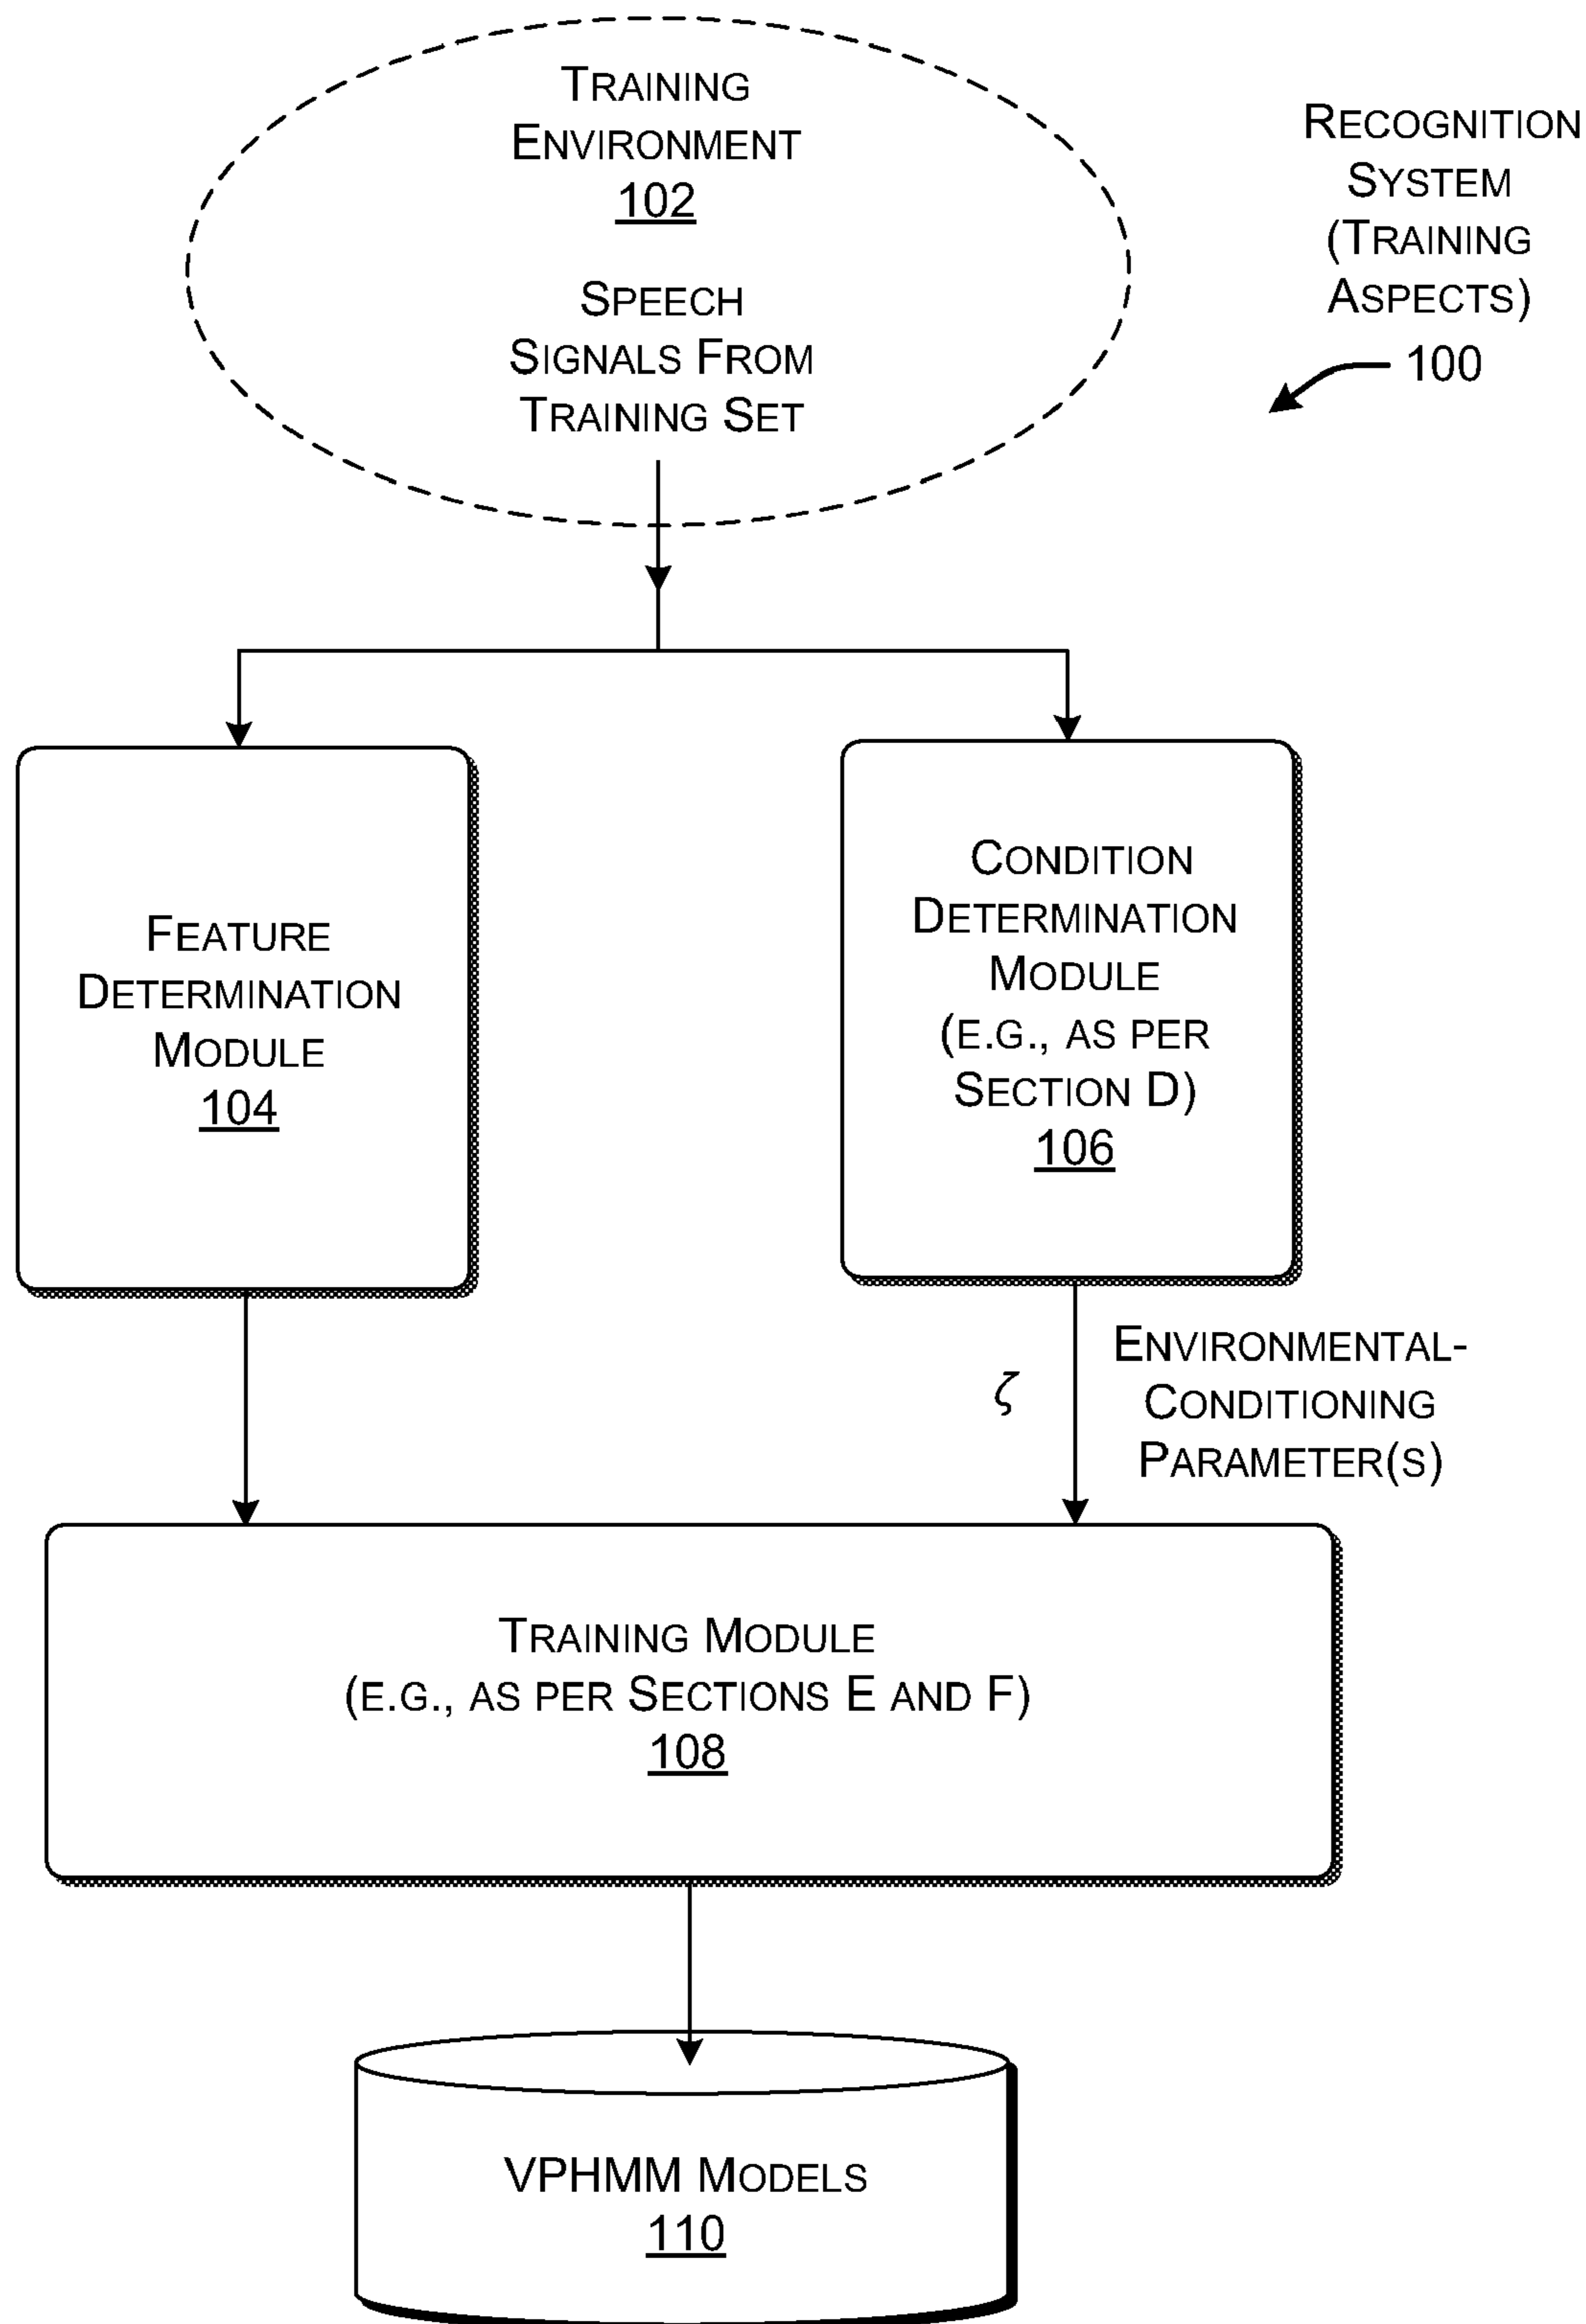 TRAINING
ENVIRONMENT
102
SPEECH
SIGNALS FROM
TRAINING SET
RECOGNITION
SYSTEM
(TRAINING
ASPECTS)
100
FEATURE
DETERMINATION
MODULE
104
CONDITION
DETERMINATION
MODULE
(E.G., AS PER
SECTION D)
106
ζ
ENVIRONMENTAL-
CONDITIONING
PARAMETER(S)
TRAINING MODULE
(E.G., AS PER SECTIONS E AND F)
108
VPHMM MODELS
110